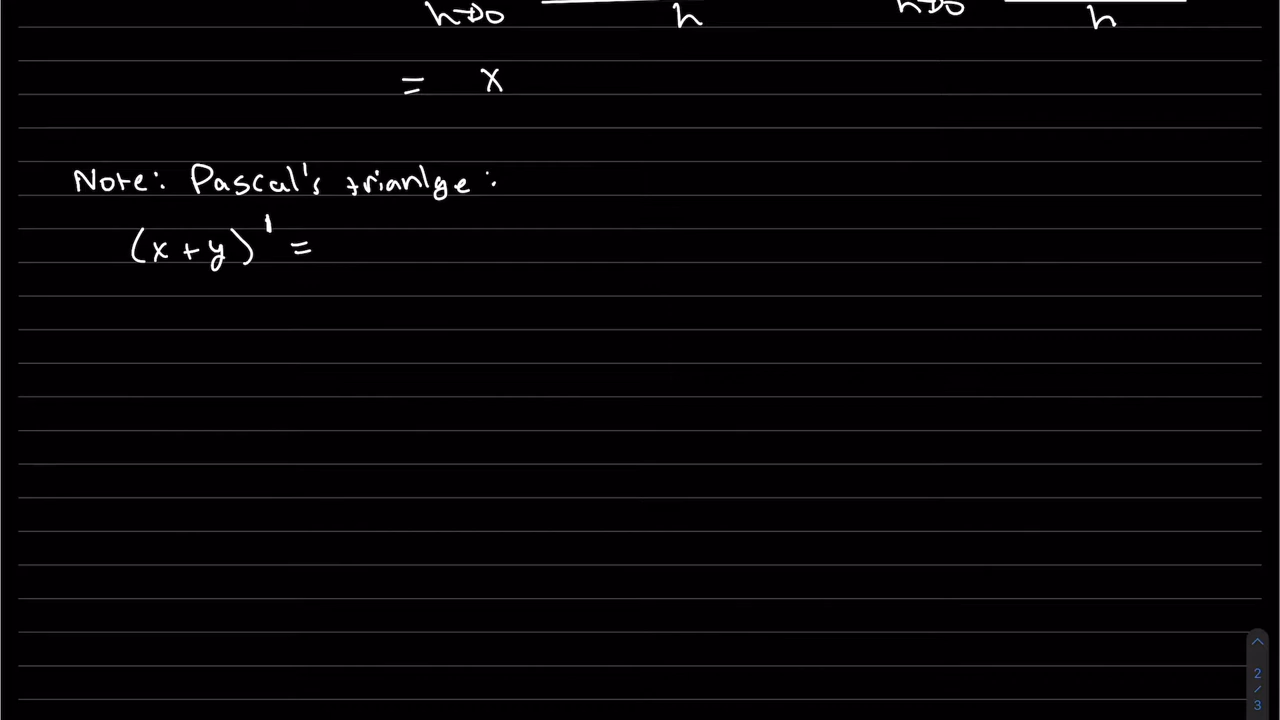 h→0 h h→0 h
= x
Note: Pascal's trianlge:
(x+y)¹ =
2
/
3